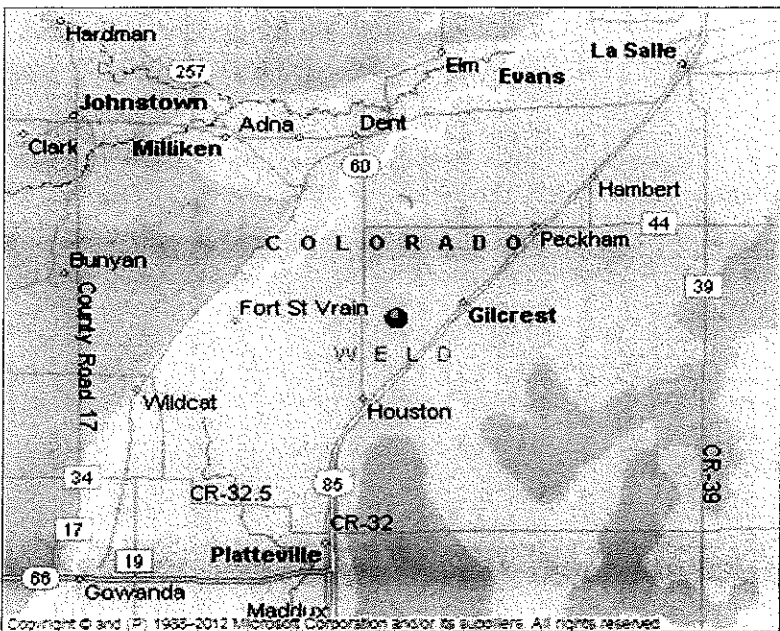 Hardman
La Salle
Elm
Evans
257
Johnstown
Adna
Dent
Clark
Milliken
60
Hambert
COLORADO
Peckham
44
Bunyan
39
County Road 17
Fort St Vrain
Gilcrest
WELD
Wildcat
Houston
34
CR-32.5
85
CR-39
17
CR-32
19
Platteville
66
Gowanda
Maddux
Copyright © and (P) 1988-2012 Microsoft Corporation and/or its suppliers. All rights reserved.